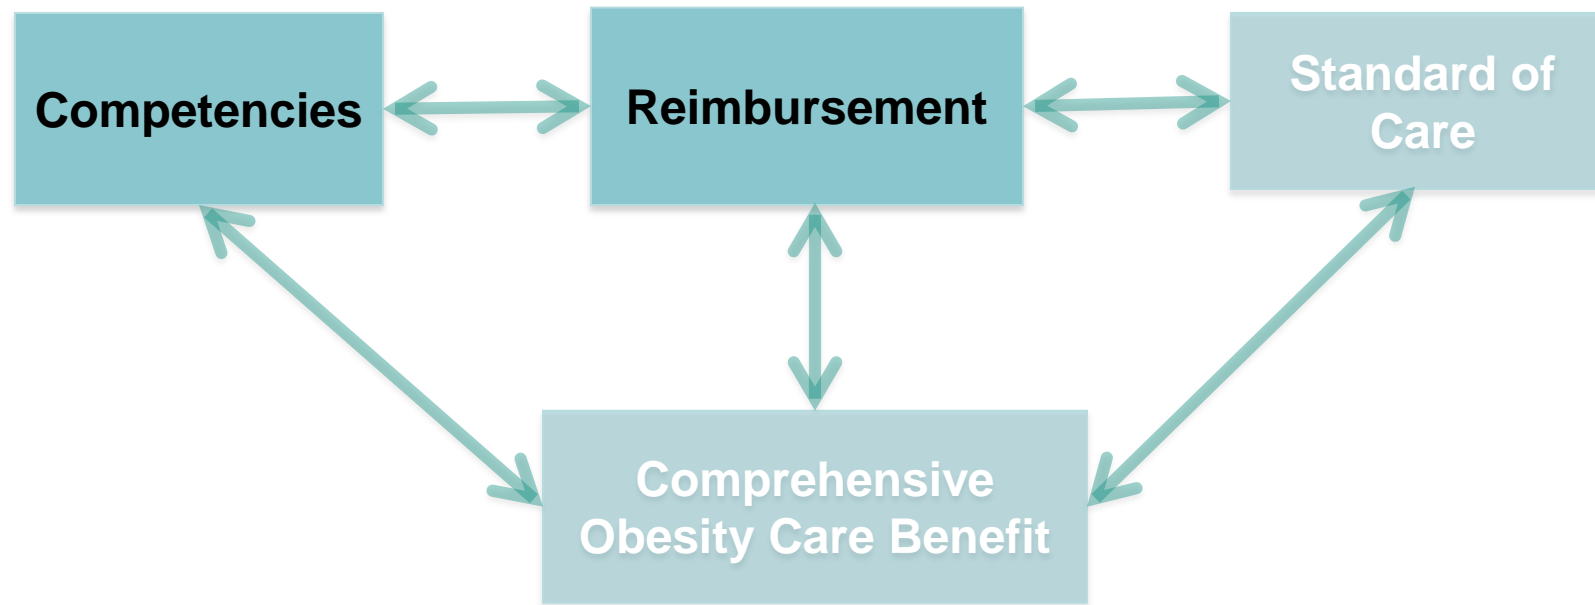 Competencies
Reimbursement
Standard of
Care
Comprehensive
Obesity Care Benefit